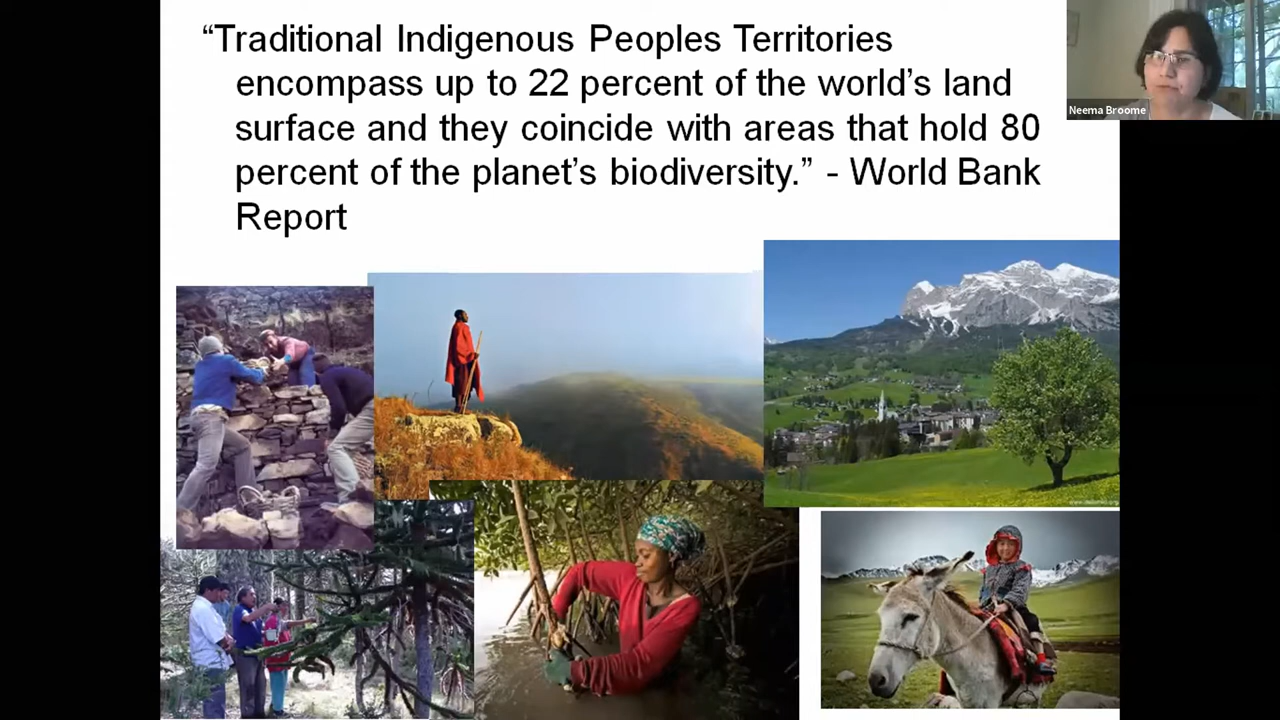 “Traditional Indigenous Peoples Territories
encompass up to 22 percent of the world’s land
surface and they coincide with areas that hold 80
percent of the planet’s biodiversity.” - World Bank
Report
Neema Broome